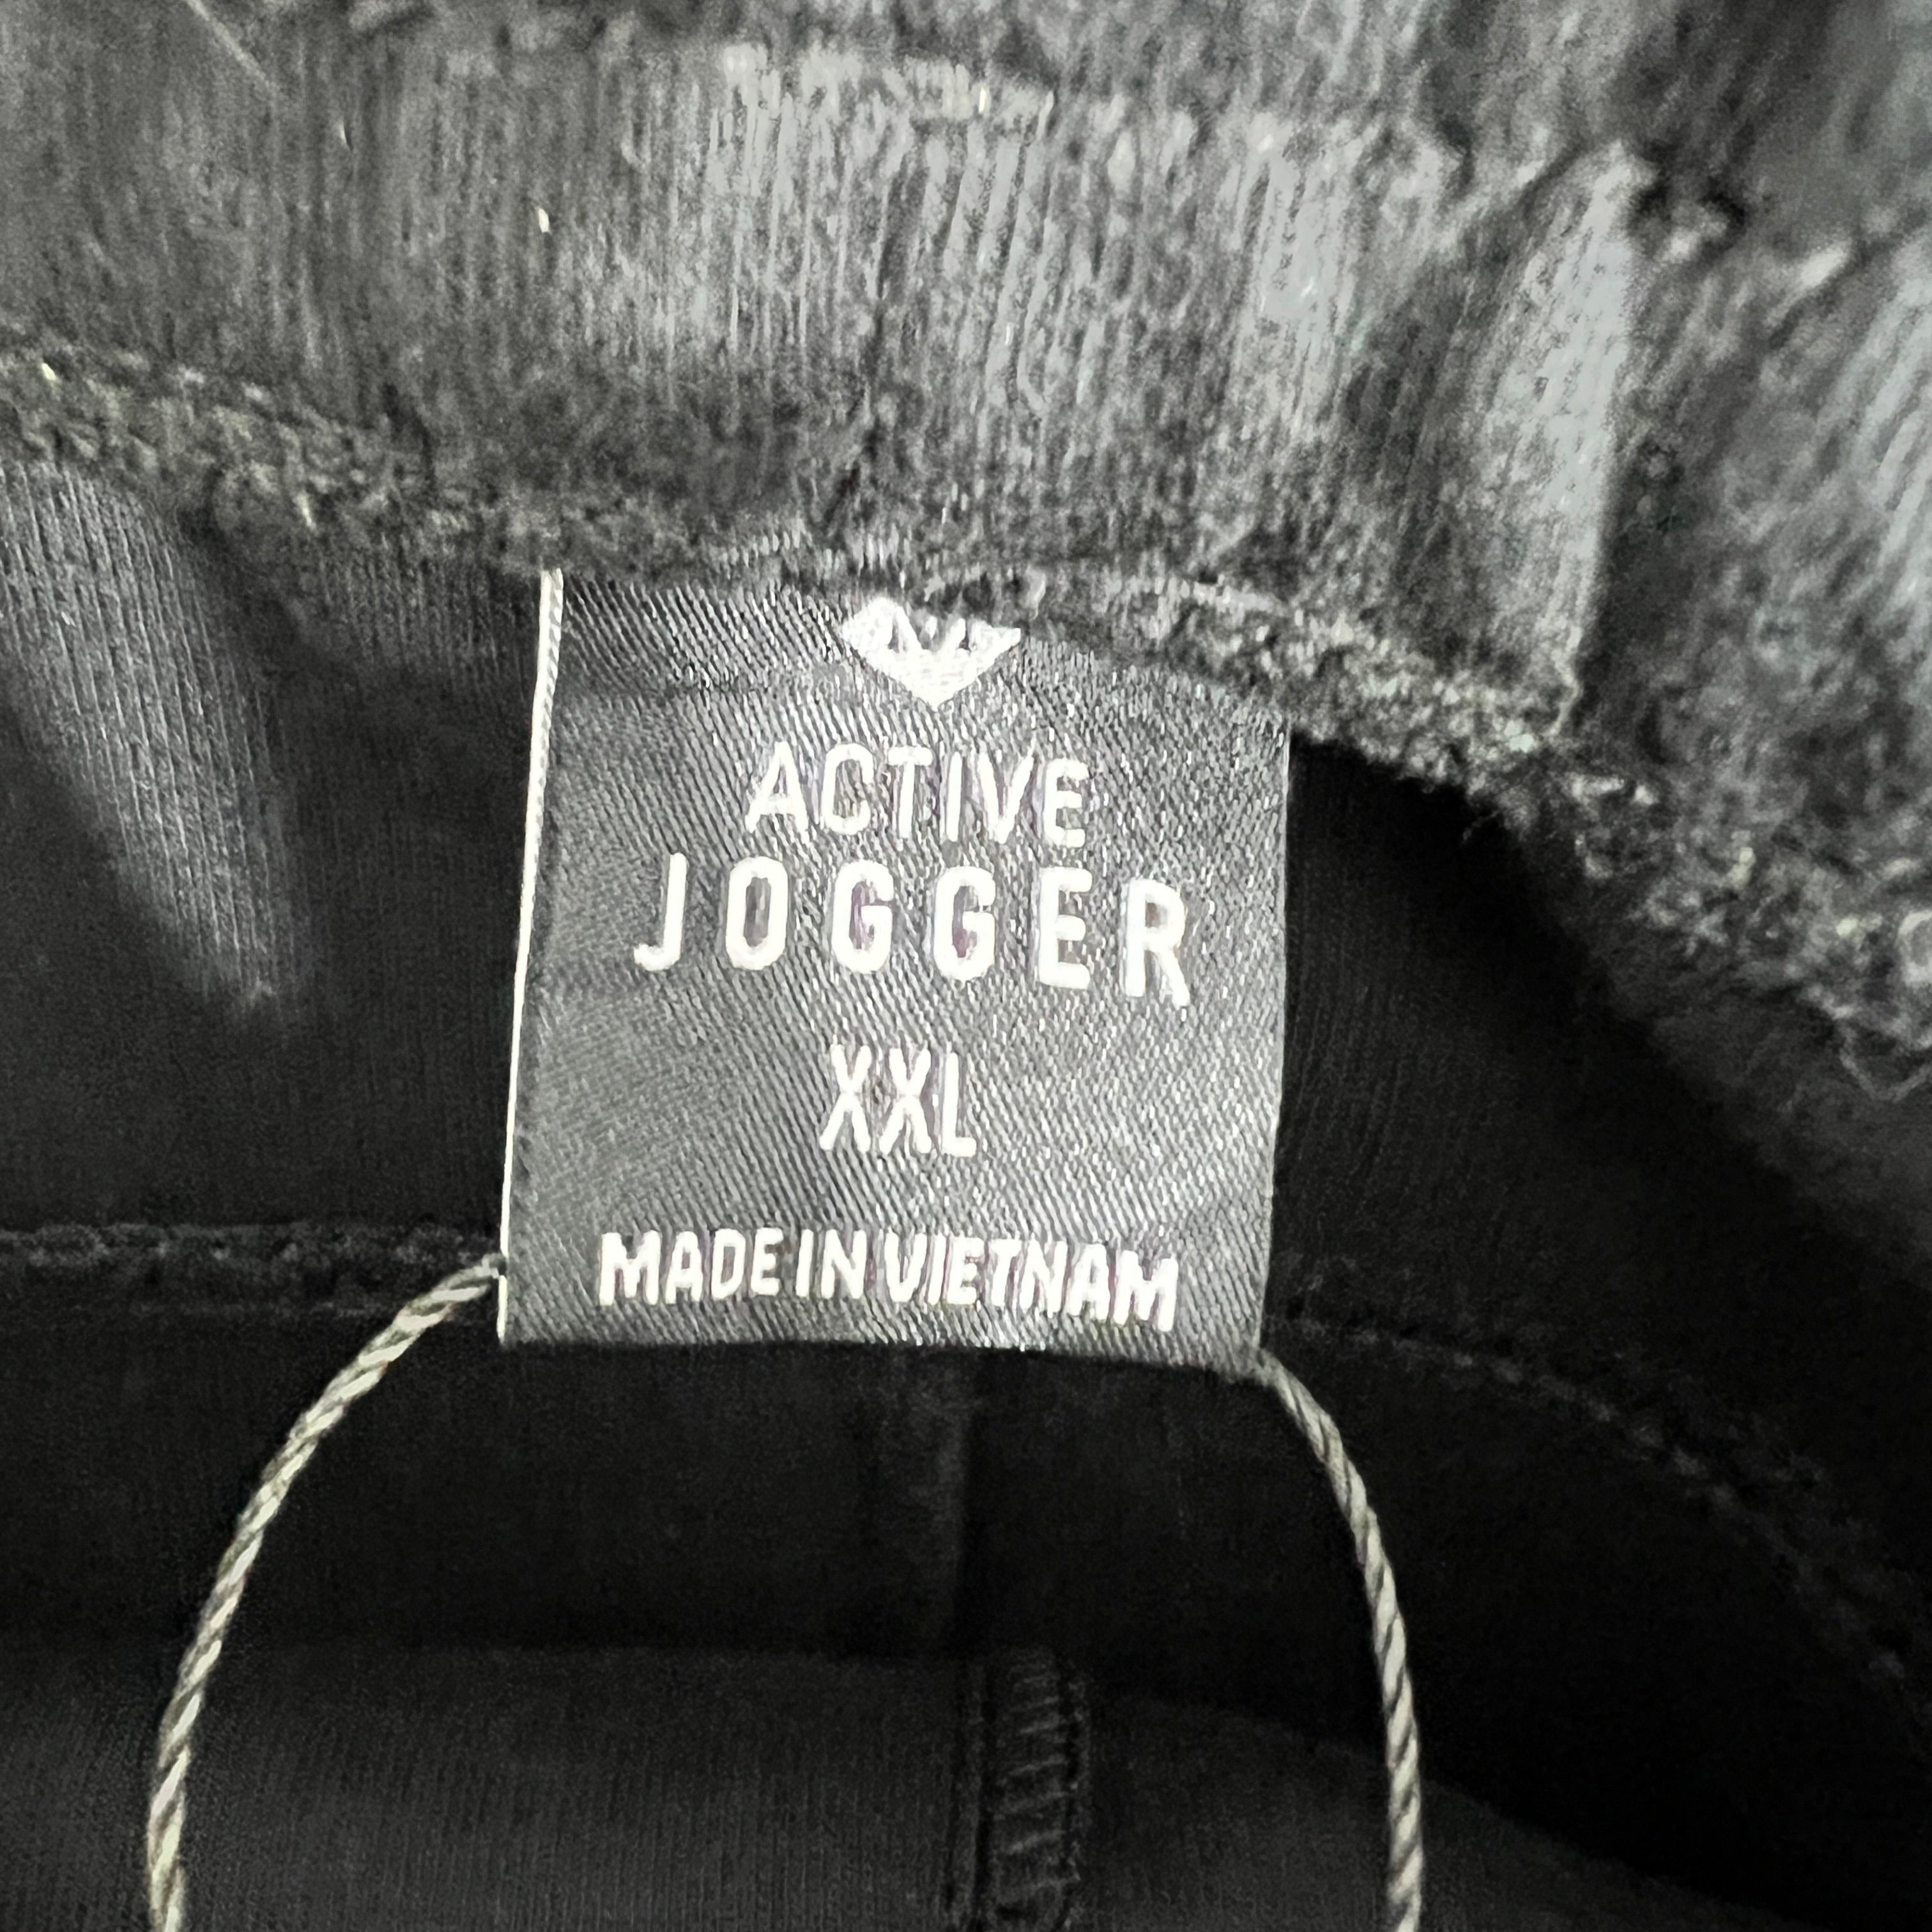 ACTIVE
JOGGER
XXL
MADE IN VIETNAM